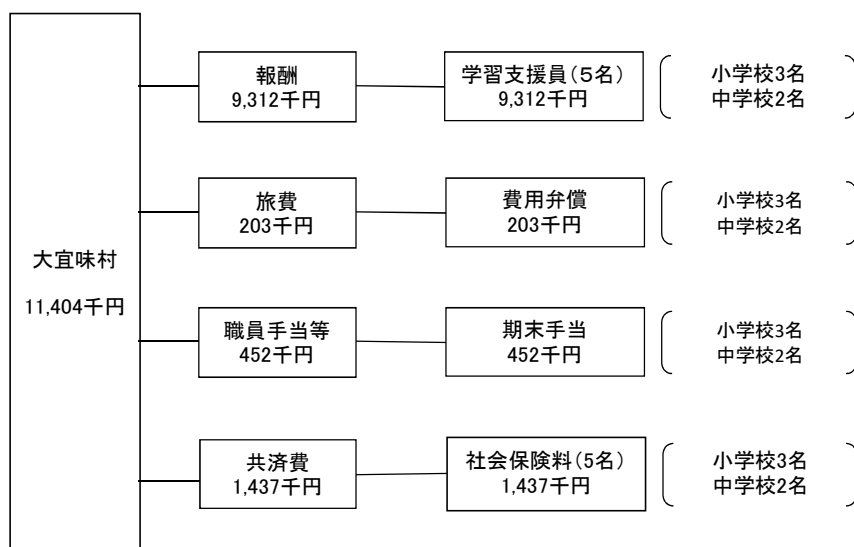 大宜味村
11,404千円
報酬
9,312千円
学習支援員（５名）
9,312千円
小学校3名
中学校2名
旅費
203千円
費用弁償
203千円
小学校3名
中学校2名
職員手当等
452千円
期末手当
452千円
小学校3名
中学校2名
共済費
1,437千円
社会保険料（5名）
1,437千円
小学校3名
中学校2名